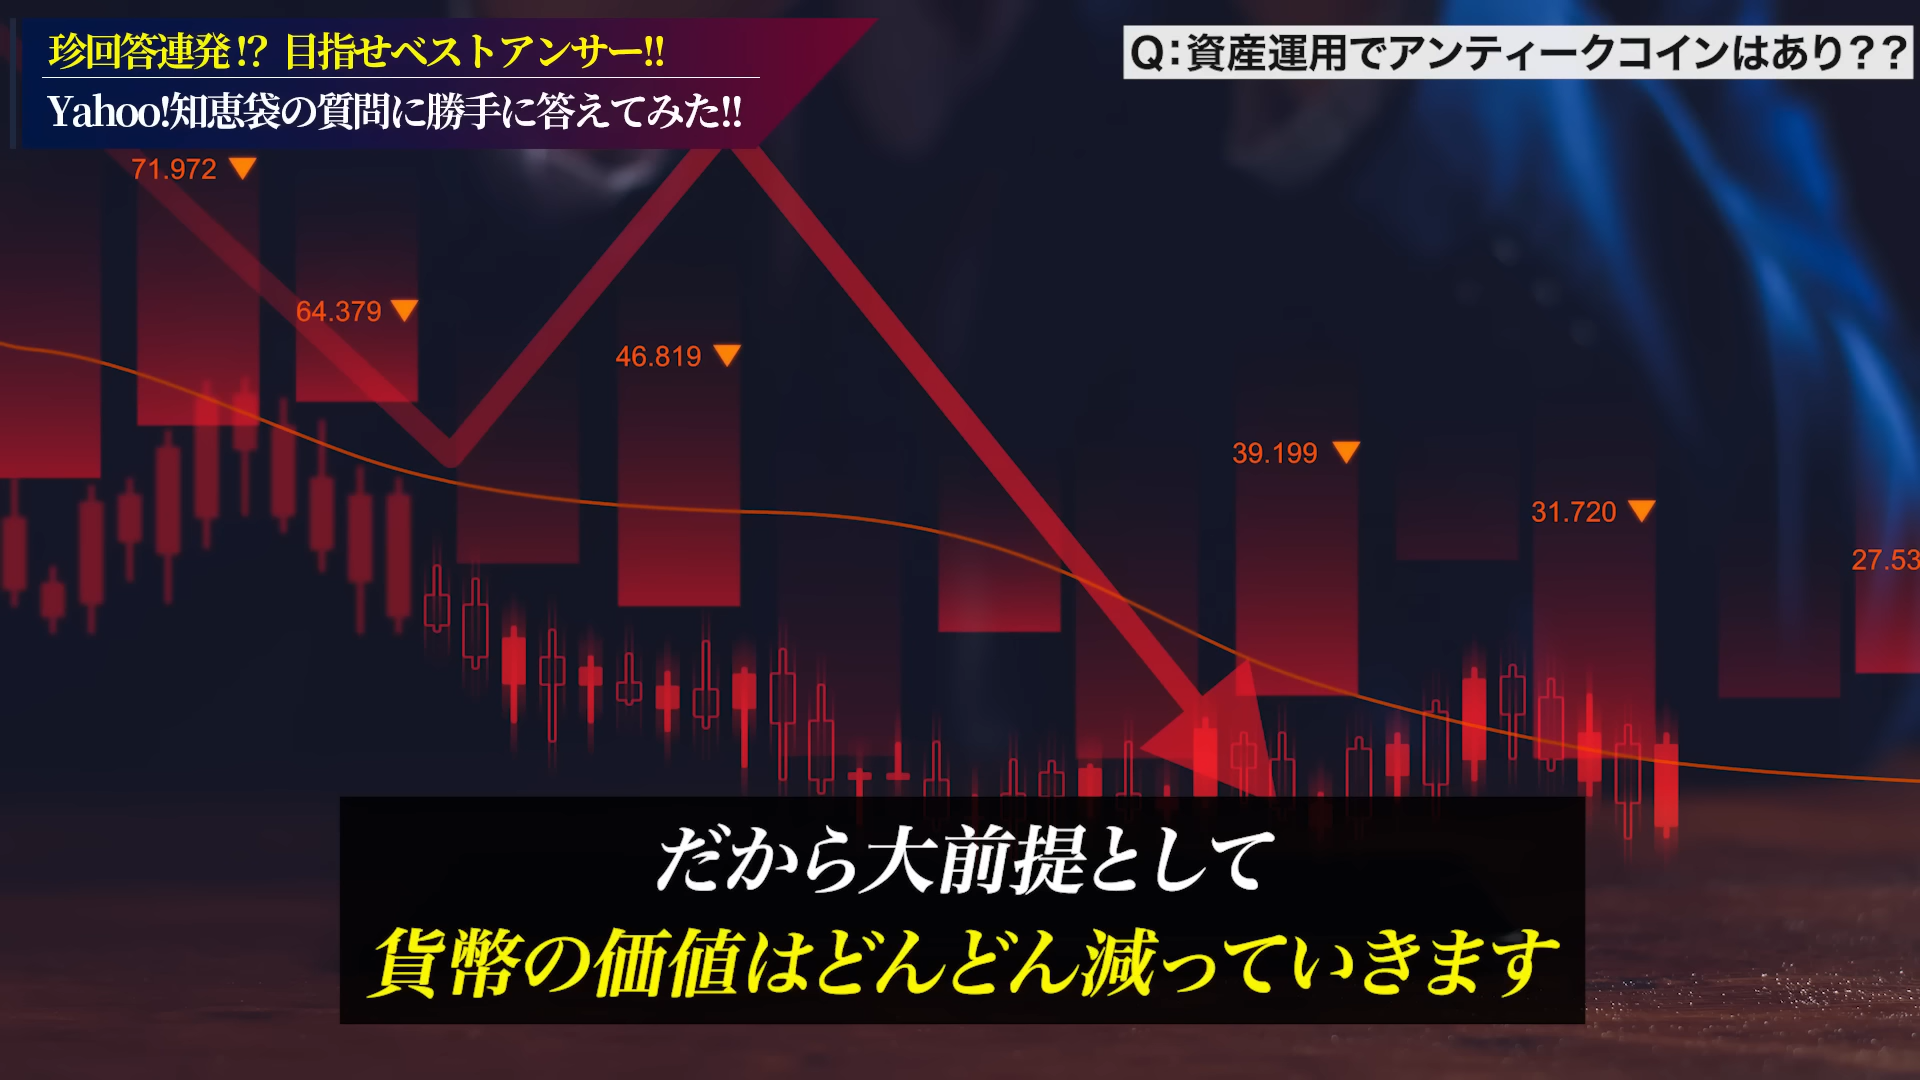 珍回答連発!? 目指せベストアンサー!!
Yahoo!知恵袋の質問に勝手に答えてみた!!
Q:資産運用でアンティークコインはあり??
71.972
64.379
46.819
39.199
31.720
27.53
だから大前提として
貨幣の価値はどんどん減っていきます